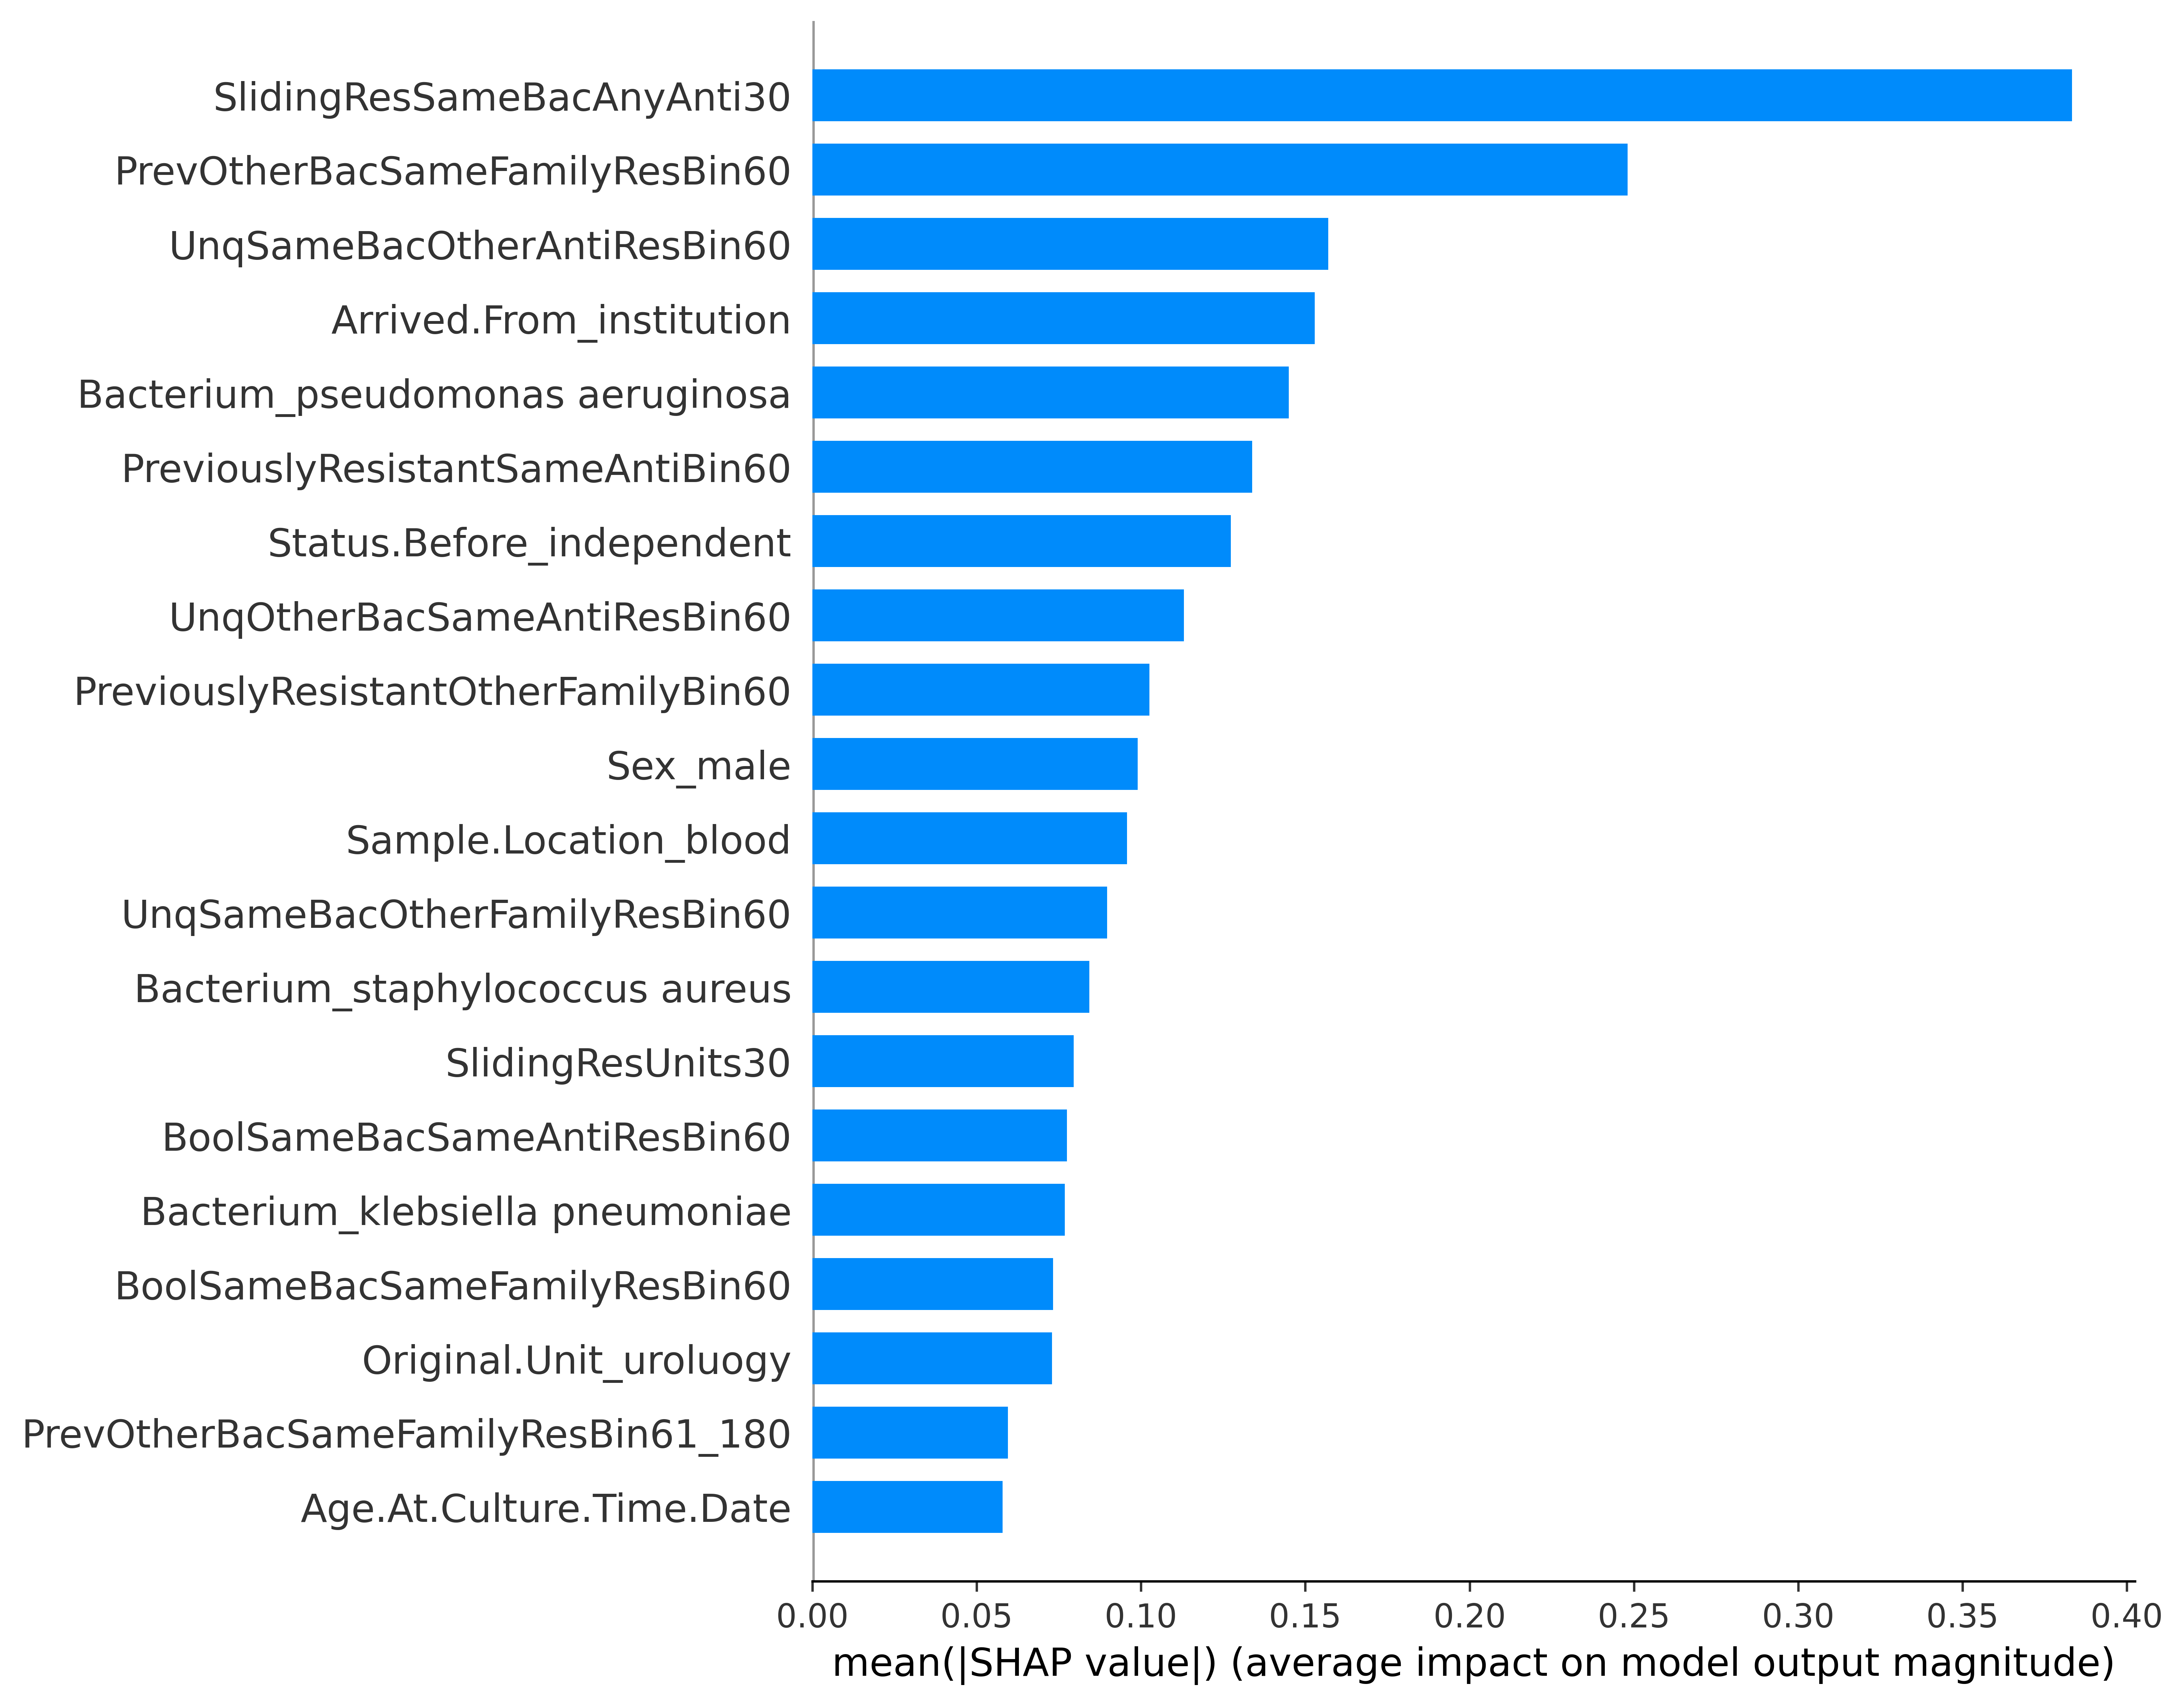 SlidingResSameBacAnyAnti30
PrevOtherBacSameFamilyResBin60
UnqSameBacOtherAntiResBin60
Arrived.From_institution
Bacterium_pseudomonas aeruginosa
PreviouslyResistantSameAntiBin60
Status.Before_independent
UnqOtherBacSameAntiResBin60
PreviouslyResistantOtherFamilyBin60
Sex_male
Sample.Location_blood
UnqSameBacOtherFamilyResBin60
Bacterium_staphylococcus aureus
SlidingResUnits30
BoolSameBacSameAntiResBin60
Bacterium_klebsiella pneumoniae
BoolSameBacSameFamilyResBin60
Original.Unit_uroluogy
PrevOtherBacSameFamilyResBin61_180
Age.At.Culture.Time.Date
0.00 0.05 0.10 0.15 0.20 0.25 0.30 0.35 0.40
mean(|SHAP value|) (average impact on model output magnitude)